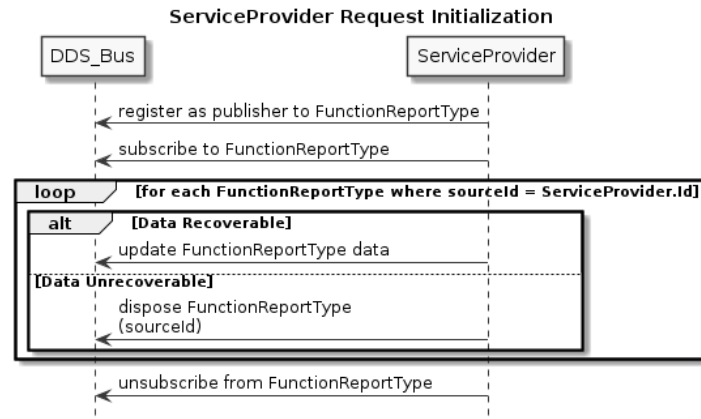 ServiceProvider Request Initialization
DDS_Bus
ServiceProvider
register as publisher to FunctionReportType
subscribe to FunctionReportType
loop
[for each FunctionReportType where sourceId = ServiceProvider.Id]
alt
[Data Recoverable]
update FunctionReportType data
[Data Unrecoverable]
dispose FunctionReportType
(sourceId)
unsubscribe from FunctionReportType